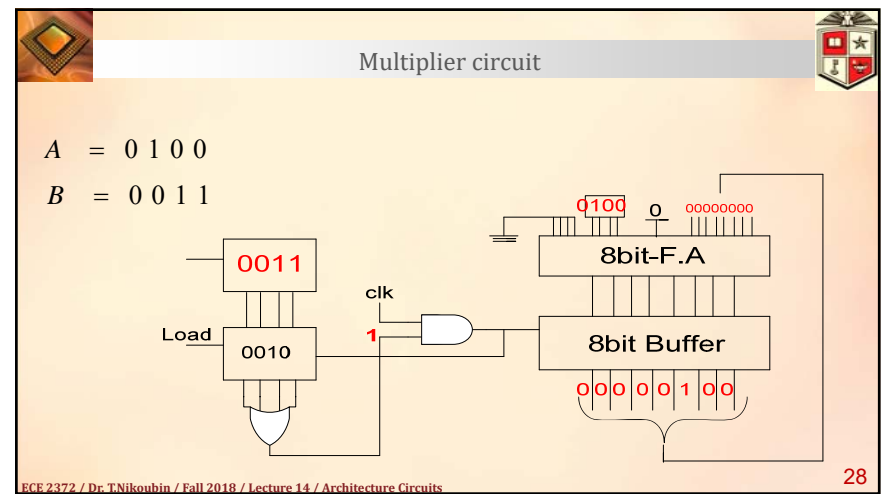 Multiplier circuit
A = 0 1 0 0
B = 0 0 1 1
0100 0 00000000
8bit-F.A
0011
clk
Load
1
0010
8bit Buffer
0 0 0 0 0 1 0 0
ECE 2372 / Dr. T.Nikoubin / Fall 2018 / Lecture 14 / Architecture Circuits
28